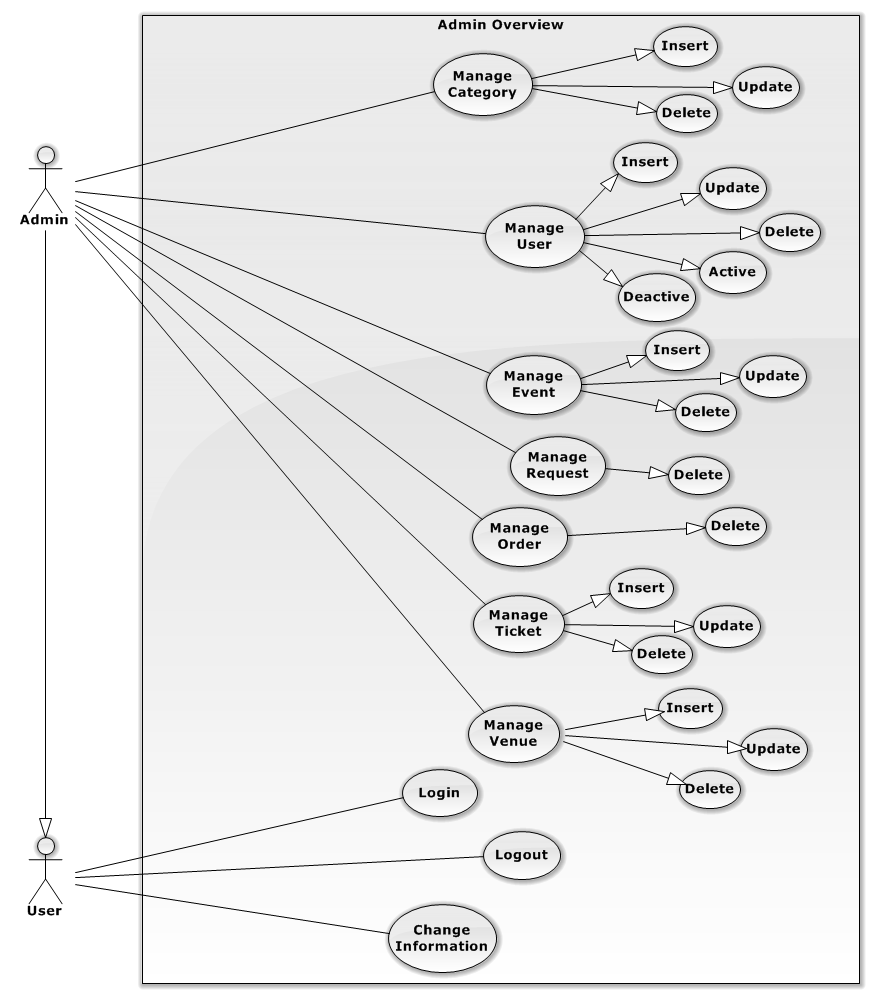 Admin Overview
Manage
Category
Insert
Update
Delete
Admin
Manage
User
Insert
Update
Delete
Active
Deactive
Manage
Event
Insert
Update
Delete
Manage
Request
Delete
Manage
Order
Delete
Manage
Ticket
Insert
Update
Delete
Manage
Venue
Insert
Update
Delete
Login
Logout
User
Change
Information